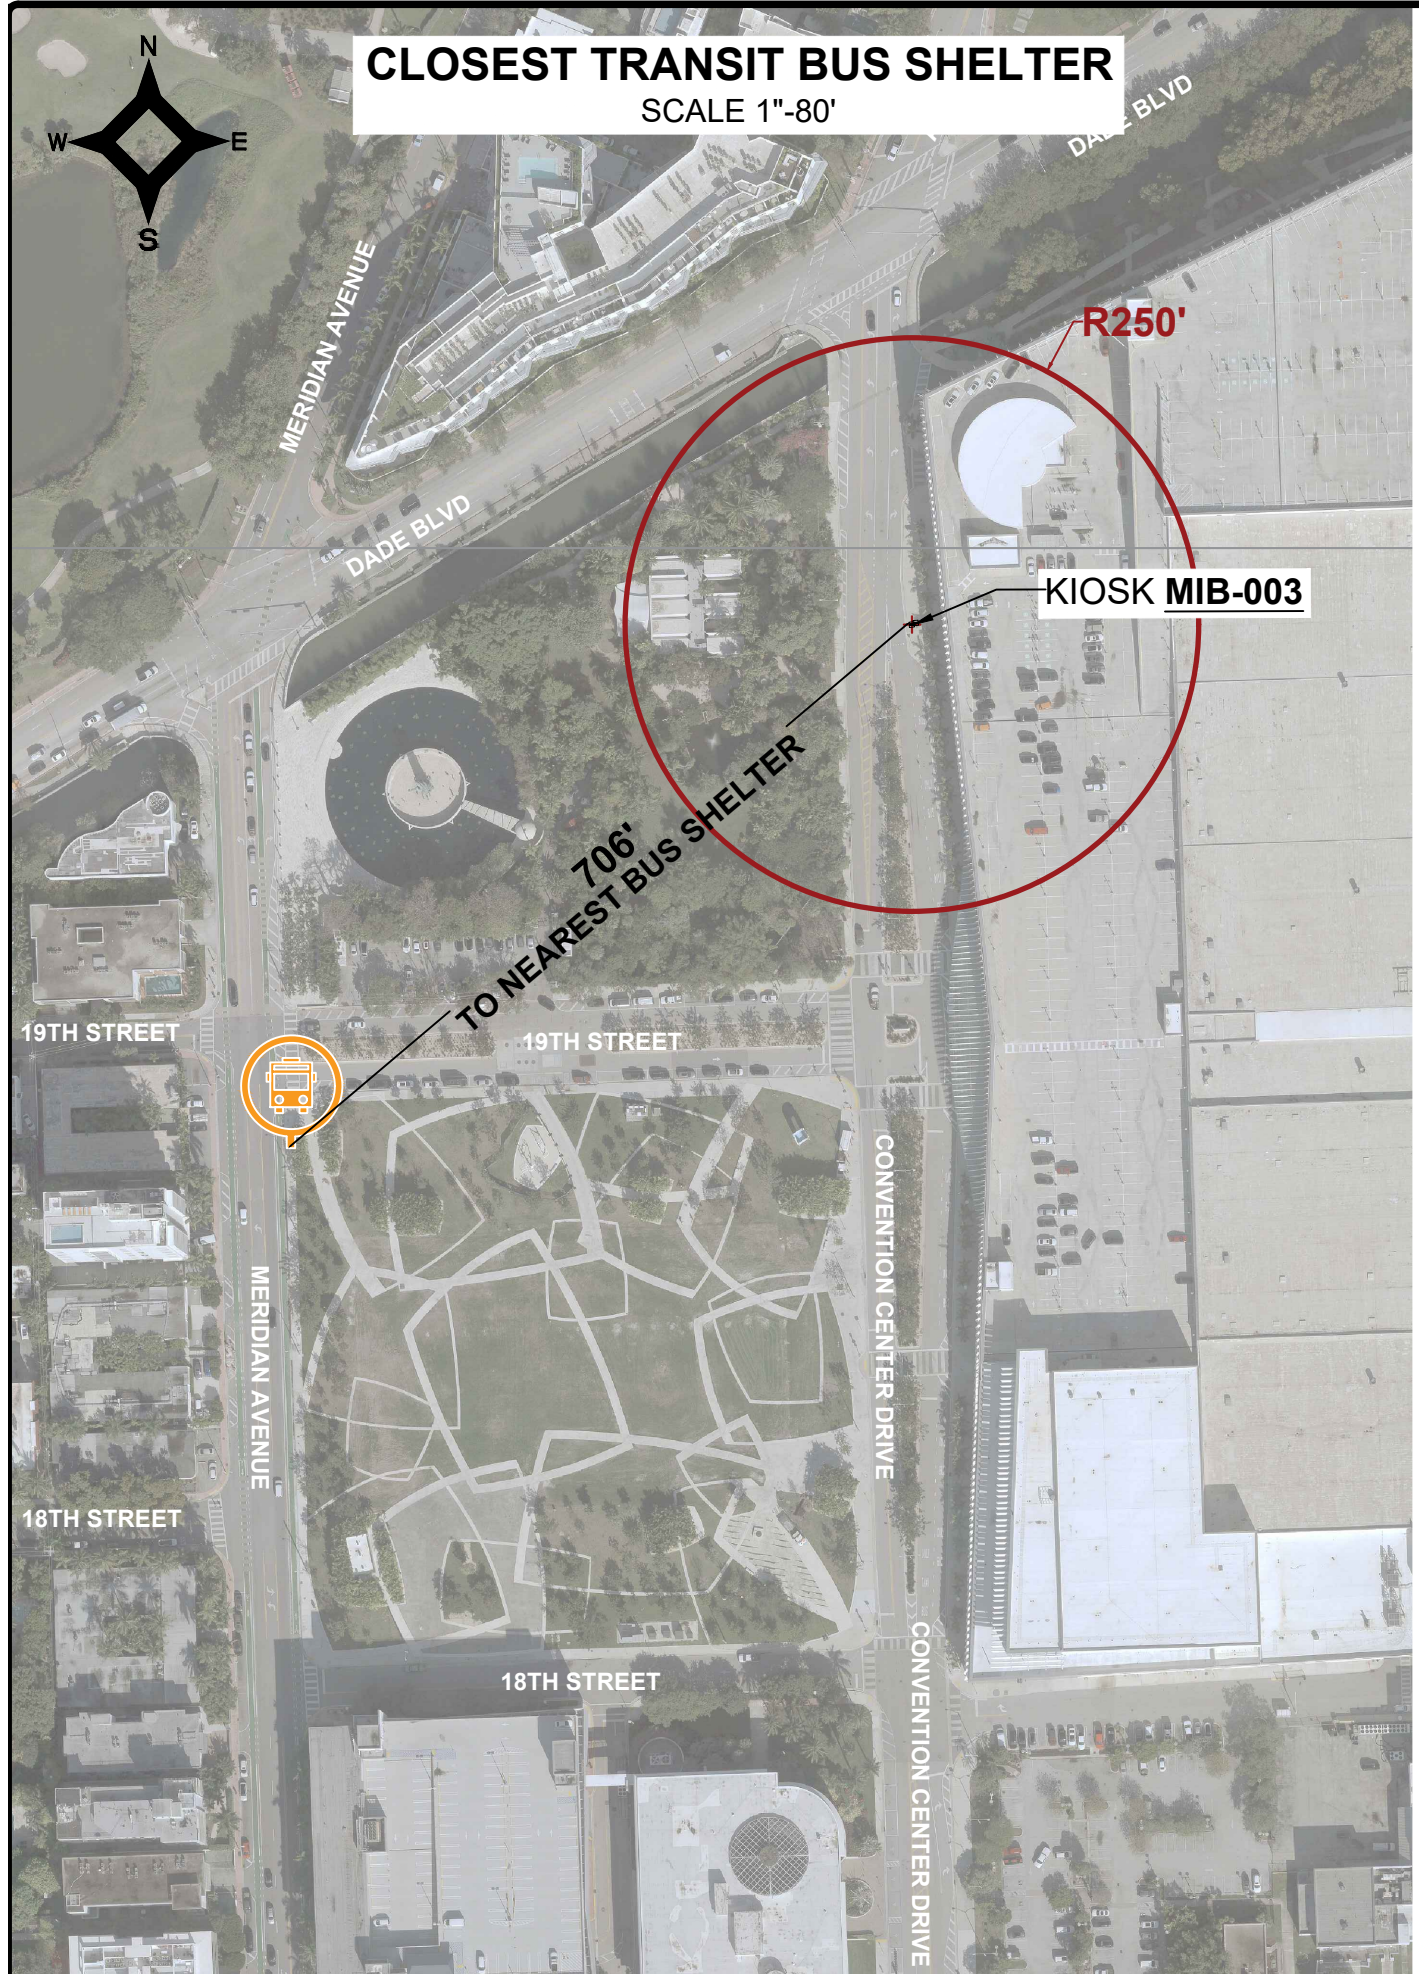 N
CLOSEST TRANSIT BUS SHELTER
SCALE 1"-80'
W
E
S
DADE BLVD
MERIDIAN AVENUE
R250'
DADE BLVD
KIOSK MIB-003
706'
TO NEAREST BUS SHELTER
19TH STREET
19TH STREET
CONVENTION CENTER DRIVE
MERIDIAN AVENUE
18TH STREET
18TH STREET
CONVENTION CENTER DRIVE